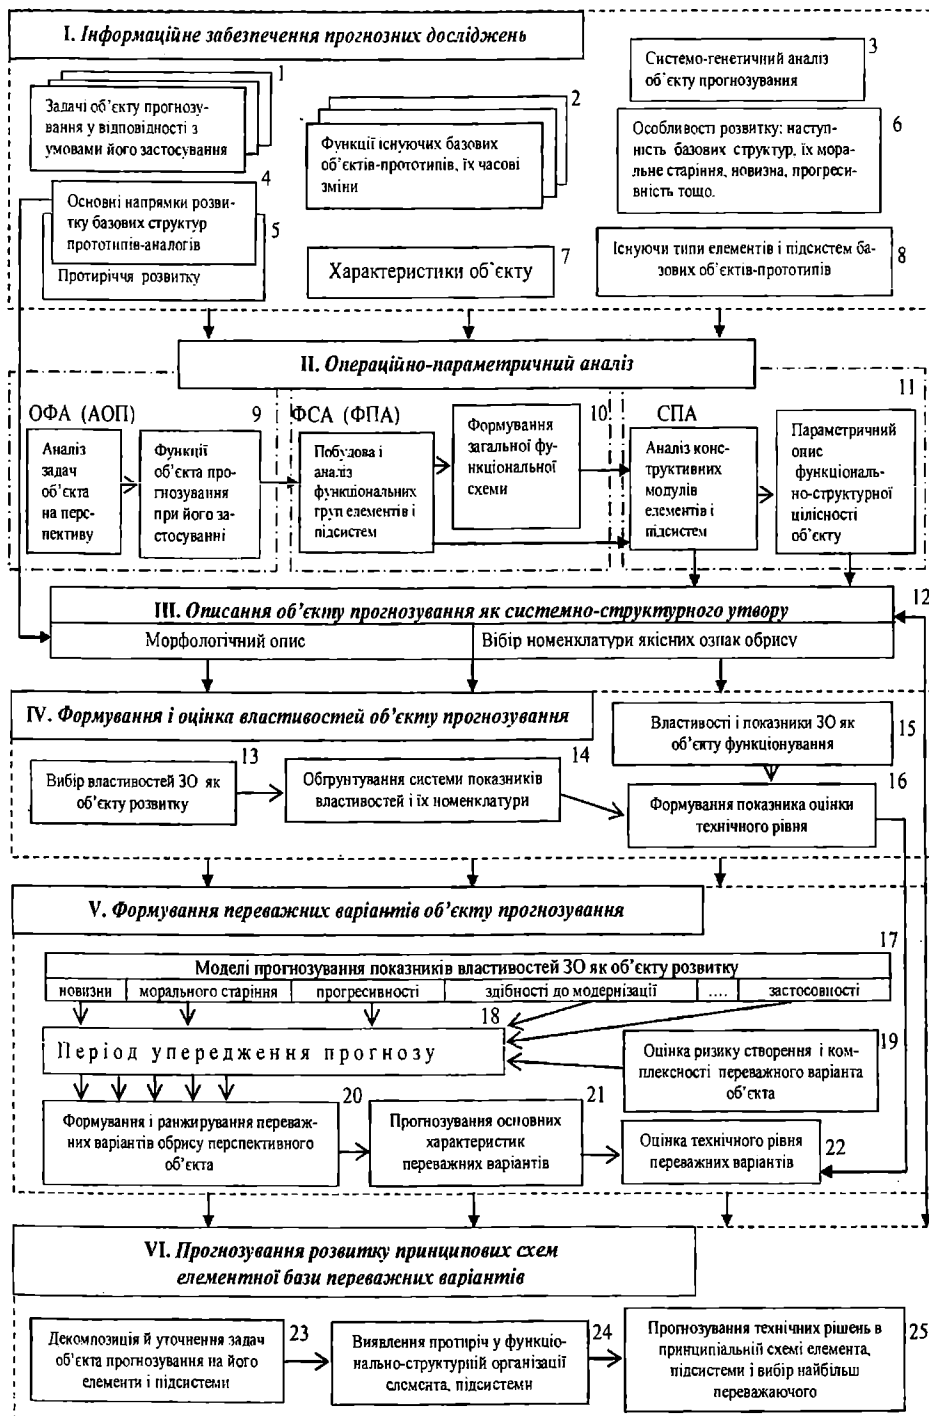 I. Інформаційне забезпечення прогнозних досліджень
1
Задачі об'єкту прогнозу-
вання у відповідності з
умовами його застосування
2
Функції існуючих базових
об'єктів-прототипів, їх часові
зміни
3
Системо-генетичний аналіз
об'єкту прогнозування
4
Основні напрямки розви-
тку базових структур
прототипів-аналогів
5
Протиріччя розвитку
6
Особливості розвитку: наступ-
ність базових структур, їх мораль-
не старіння, новизна, прогреси-
вність тощо.
7
Характеристики об'єкту
8
Існуючи типи елементів і підсистем ба-
зових об'єктів-прототипів
II. Операційно-параметричний аналіз
ОФА (АОП)
9
Аналіз
задач
об'єкта
на перспективу
Функції
об'єкта про-
гнозування
при його за-
стосуванні
ФСА (ФПА)
10
Побудова і
аналіз
функціональних
груп елементів і
підсистем
Формування
загальної фу-
нкціональної
схеми
СПА
11
Аналіз конс-
труктивних
модулів
елементів і
підсистем
Параметричний
опис
функціональ-
но-структурної
цілісності
об'єкту
12
III. Описання об'єкту прогнозування як системно-структурного утвору
Морфологічний опис
Вибір номенклатури якісних ознак обрису
IV. Формування і оцінка властивостей об'єкту прогнозування
13
Вибір властивостей ЗО як
об'єкту розвитку
14
Обґрунтування системи показників
властивостей і їх номенклатури
15
Властивості і показники ЗО як
об'єкту функціонування
16
Формування показника оцінки
технічного рівня
V. Формування переважних варіантів об'єкту прогнозування
17
Моделі прогнозування показників властивостей ЗО як об'єкту розвитку
новизни морального старіння прогресивності здібності до модернізації .... застосовності
18
Період упередження прогнозу
19
Оцінка ризику створення і ком-
плексності переважного варіанта
об'єкта
20
Формування і ранжирування переваж-
них варіантів обрису перспективного
об'єкта
21
Прогнозування основних
характеристик
переважних варіантів
22
Оцінка технічного рівня
переважних варіантів
VI. Прогнозування розвитку принципових схем
елементної бази переважних варіантів
23
Декомпозиція й уточнення задач
об'єкта прогнозування на його
елементи і підсистеми
24
Виявлення протиріч у функціо-
нально-структурній організації
елемента, підсистеми
25
Прогнозування технічних рішень в
принципіальній схемі елемента,
підсистеми і вибір найбільш
переважаючого